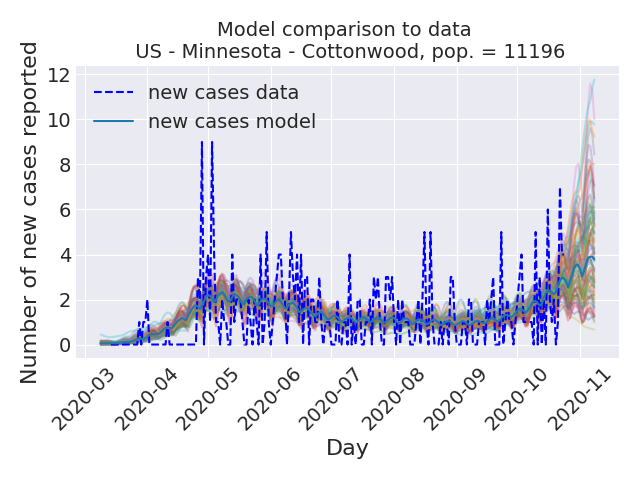 Model comparison to data
US - Minnesota - Cottonwood, pop. = 11196
Number of new cases reported
12
10
8
6
4
2
0
new cases data
new cases model
2020-03
2020-04
2020-05
2020-06
2020-07
2020-08
2020-09
2020-10
2020-11
Day